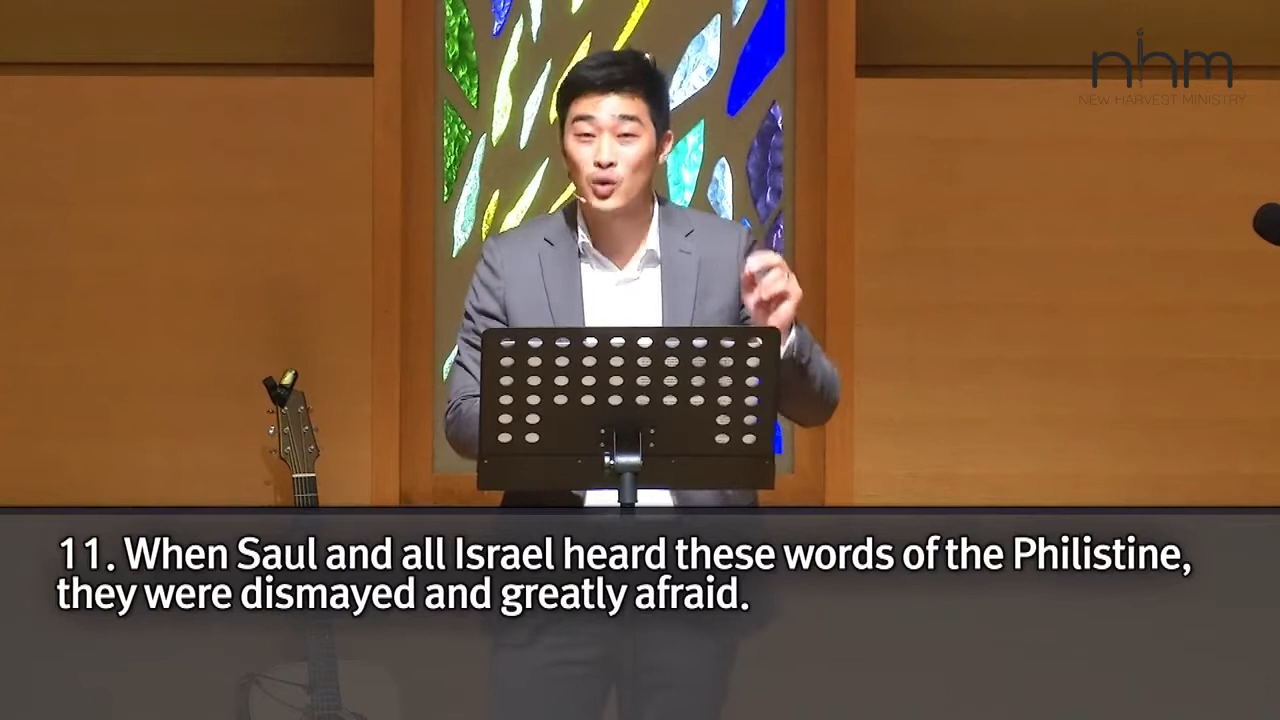 nhm
NEW HARVEST MINISTRY
11. When Saul and all Israel heard these words of the Philistine,
they were dismayed and greatly afraid.